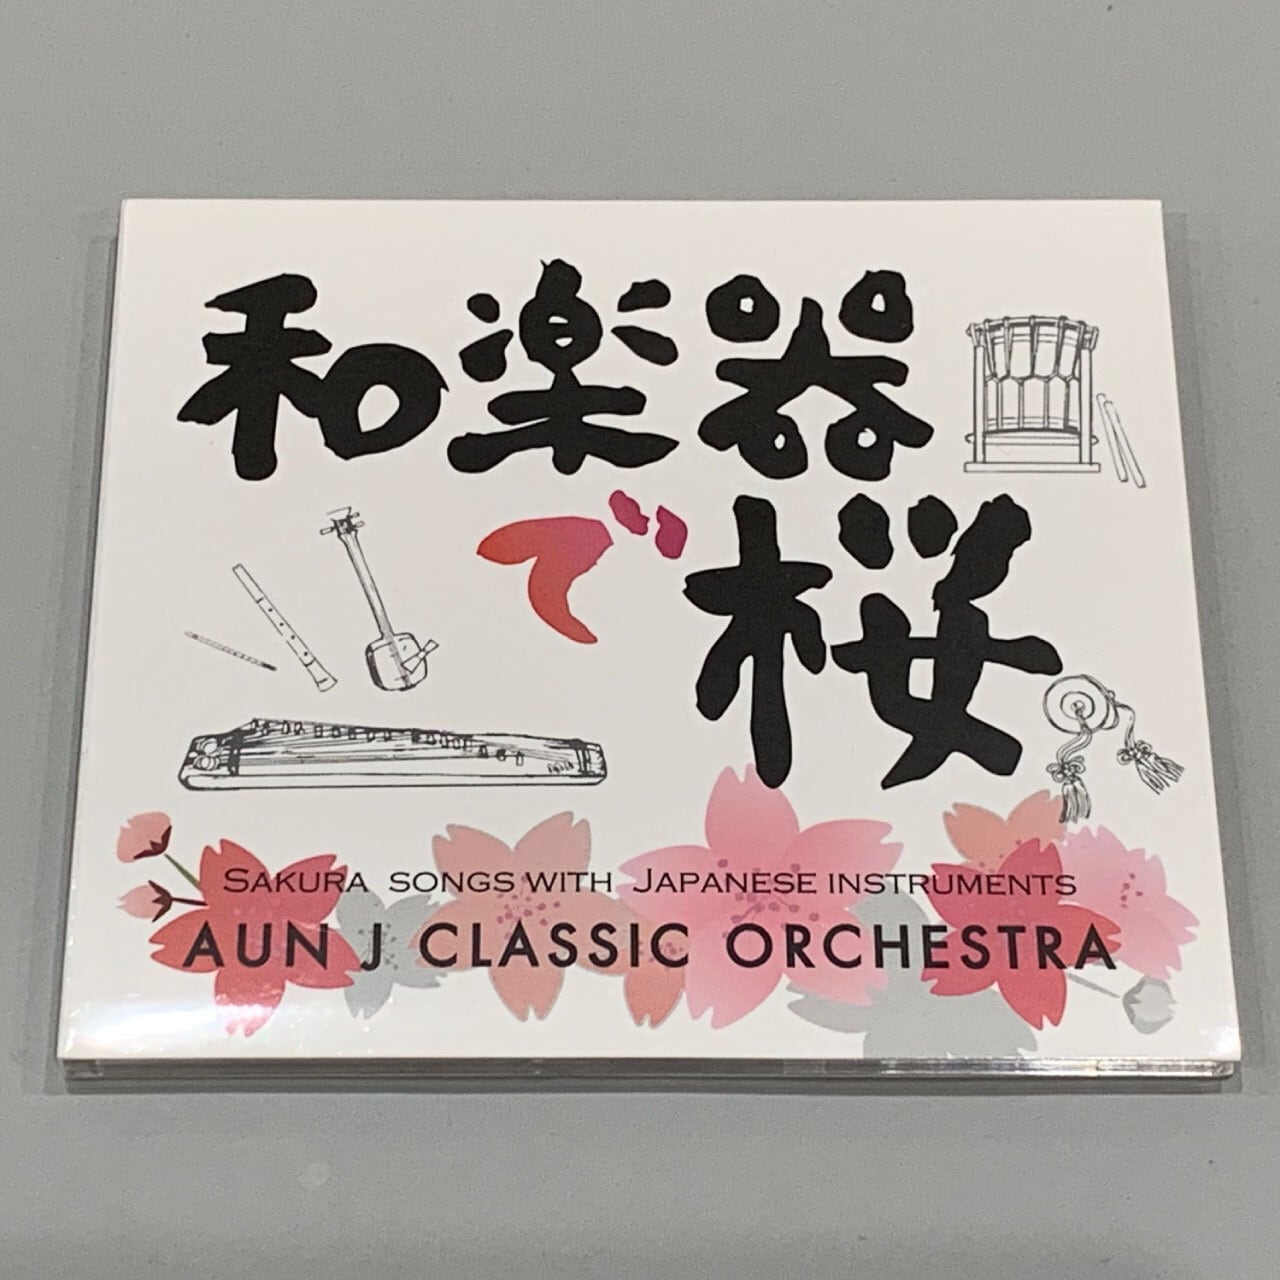 和楽器
で桜
SAKURA SONGS WITH JAPANESE INSTRUMENTS
AUN J CLASSIC ORCHESTRA